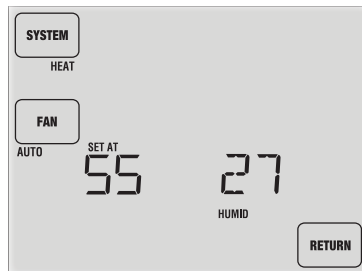 SYSTEM
HEAT
FAN
AUTO
SET AT
55 27
HUMID
RETURN